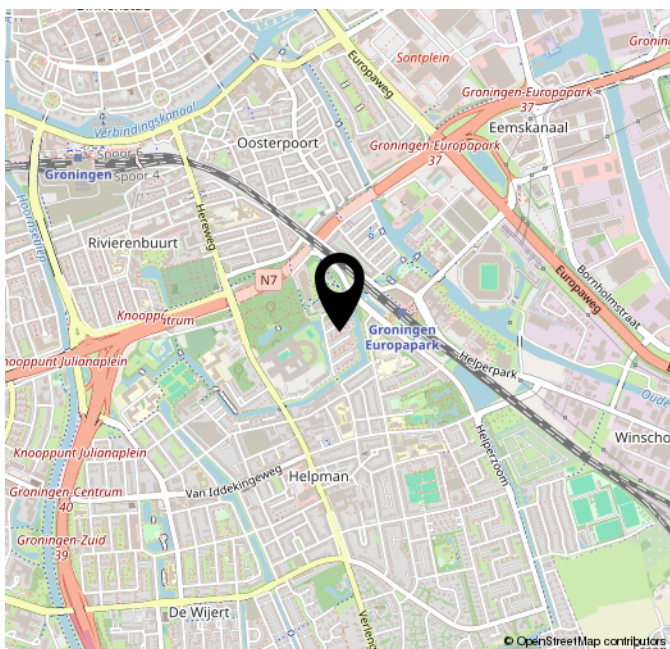 Sontplein
Europaweg
Groningen-Europapark
37
Eemskanaal
Verbindingskanaal
Oosterpoort
Groningen-Europapark
37
Spoor 6
Groningen
Spoor 4
Hoornsediep
Hereweg
Rivierenbuurt
N7
Europaweg
Bornholmstraat
Groningen
Europapark
Helperpark
Knooppunt Julianaplein
Helperzoom
Knooppunt Julianaplein
Groningen-Centrum
40
Van Iddekingeweg
Helpman
Groningen-Zuid
39
De Wijert
© OpenStreetMap contributors